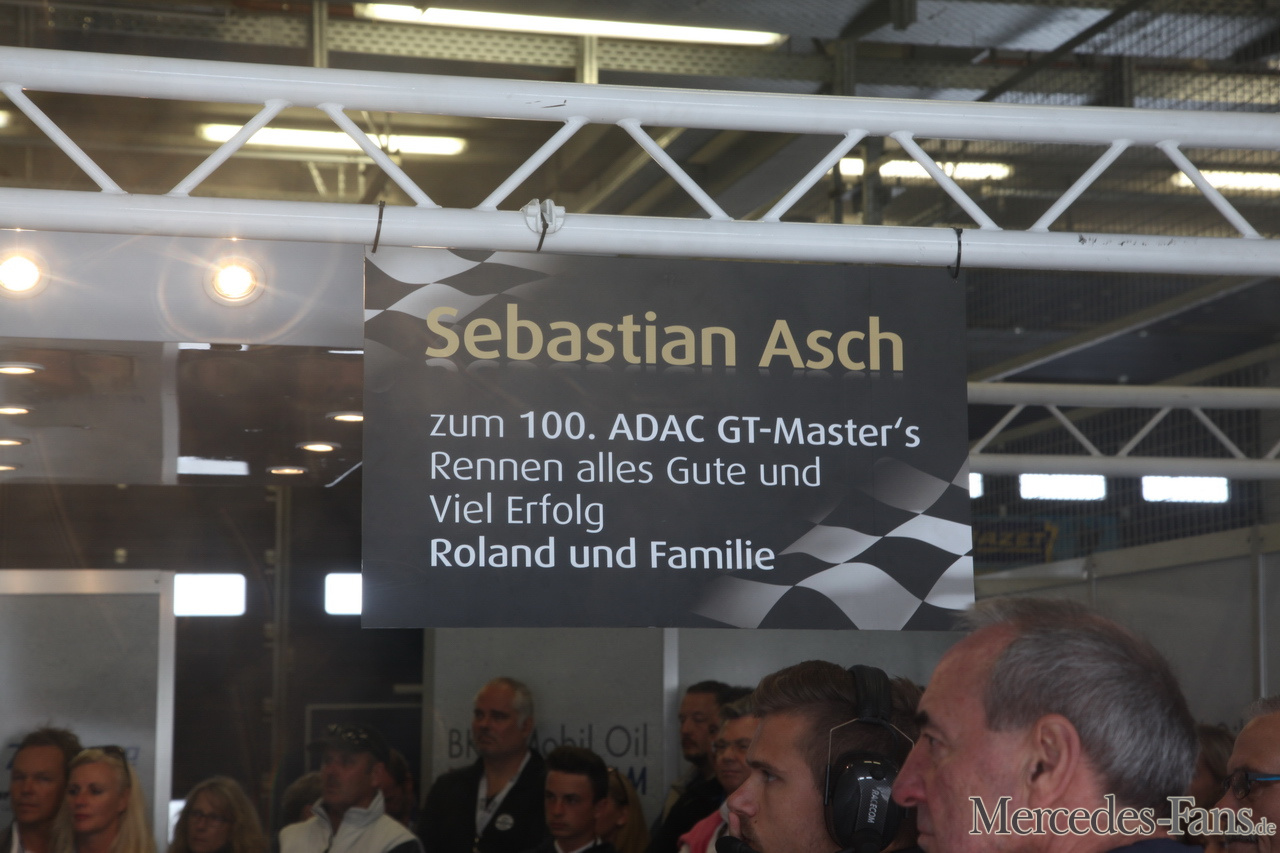 Sebastian Asch
zum 100. ADAC GT-Master‘s
Rennen alles Gute und
Viel Erfolg
Roland und Familie
Mobil Oil
RACECOM
Mercedes-Fans.de